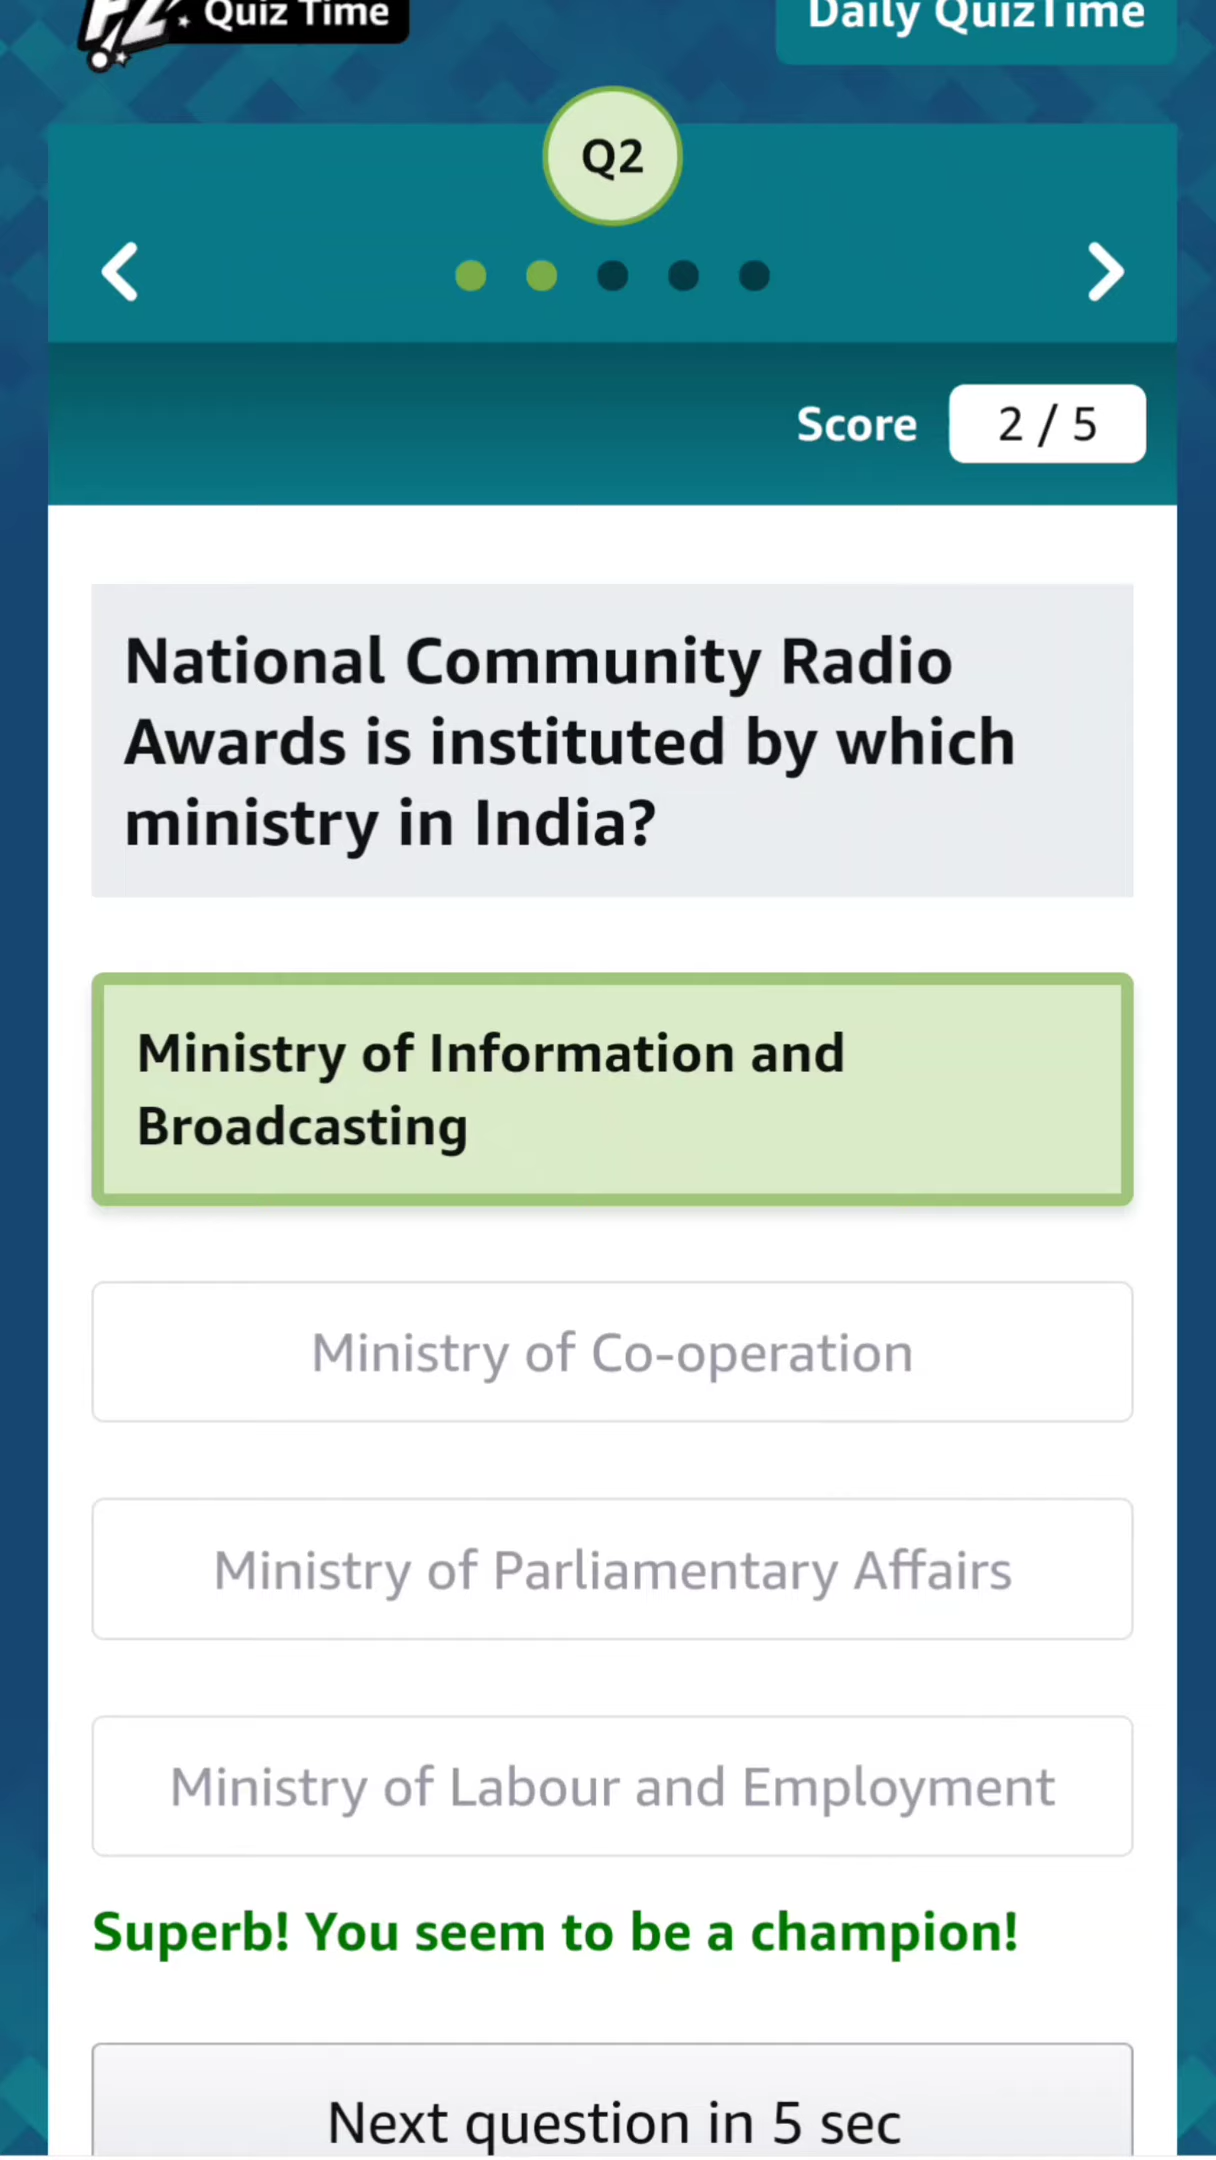 FZ Quiz Time
Daily QuizTime
Q2
Score 2 / 5
National Community Radio
Awards is instituted by which
ministry in India?
Ministry of Information and
Broadcasting
Ministry of Co-operation
Ministry of Parliamentary Affairs
Ministry of Labour and Employment
Superb! You seem to be a champion!
Next question in 5 sec